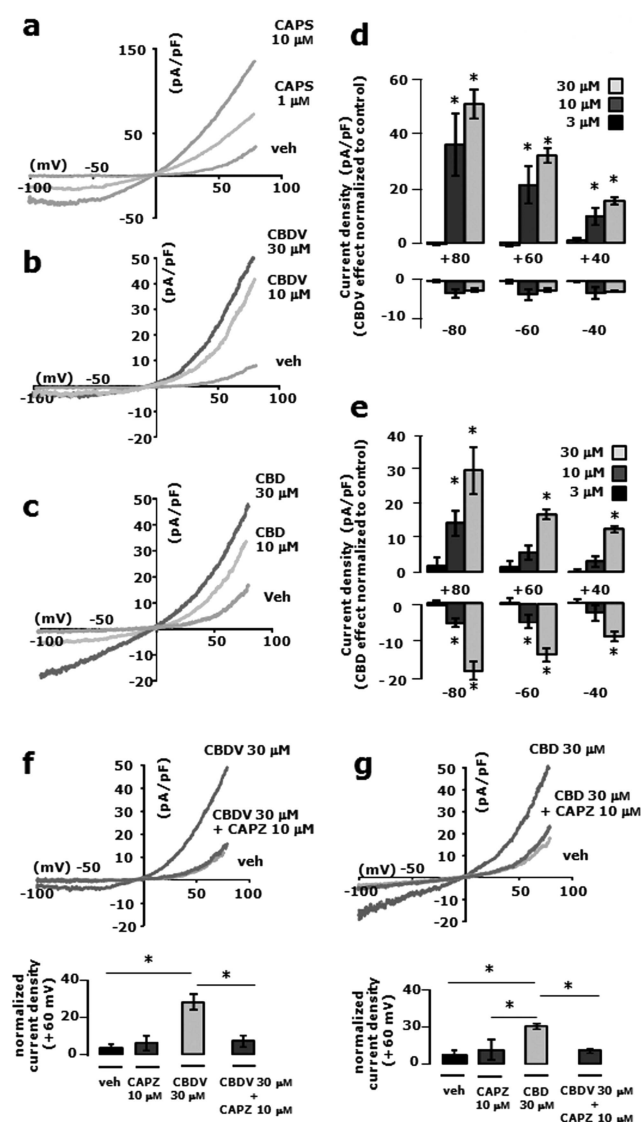 a
CAPS
10 µM
150
(pA/pF)
CAPS
1 µM
50
veh
(mV)
-50
-100
50
100
-50
b
CBDV
30 µM
50
(pA/pF)
CBDV
10 µM
40
30
20
10
veh
(mV)
-50
-100
50
100
-10
-20
c
CBD
30 µM
50
(pA/pF)
CBD
10 µM
40
30
20
Veh
10
(mV)
-50
-100
50
100
-10
-20
d
60
* *
30 µM
10 µM
3 µM
40
* *
20
* *
0
+80 +60 +40
-10
-80 -60 -40
Current density (pA/pF)
(CBDV effect normalized to control)
e
40
*
30 µM
10 µM
3 µM
30
*
20
*
*
10
0
+80 +60 +40
0
-10
* * *
*
- 20
*
-80 -60 -40
Current density (pA/pF)
(CBD effect normalized to control)
f
50
CBDV 30 µM
(pA/pF)
40
30
20
CBDV 30 µM
+ CAPZ 10 µM
10
veh
(mV)
-50
-100
50
100
-10
-20
normalized
current density
(+60 mV)
40
* *
20
0
veh CAPZ CBDV CBDV 30 µM
10 µM 30 µM +
CAPZ 10 µM
g
50
CBD 30 µM
(pA/pF)
40
30
CBD 30 µM
+ CAPZ 10 µM
20
10
veh
(mV)
-50
-100
50
100
-10
-20
normalized
current density
(+60 mV)
40
* * *
30
0
veh CAPZ CBD CBDV 30 µM
10 µM 30 µM +
CAPZ 10 µM